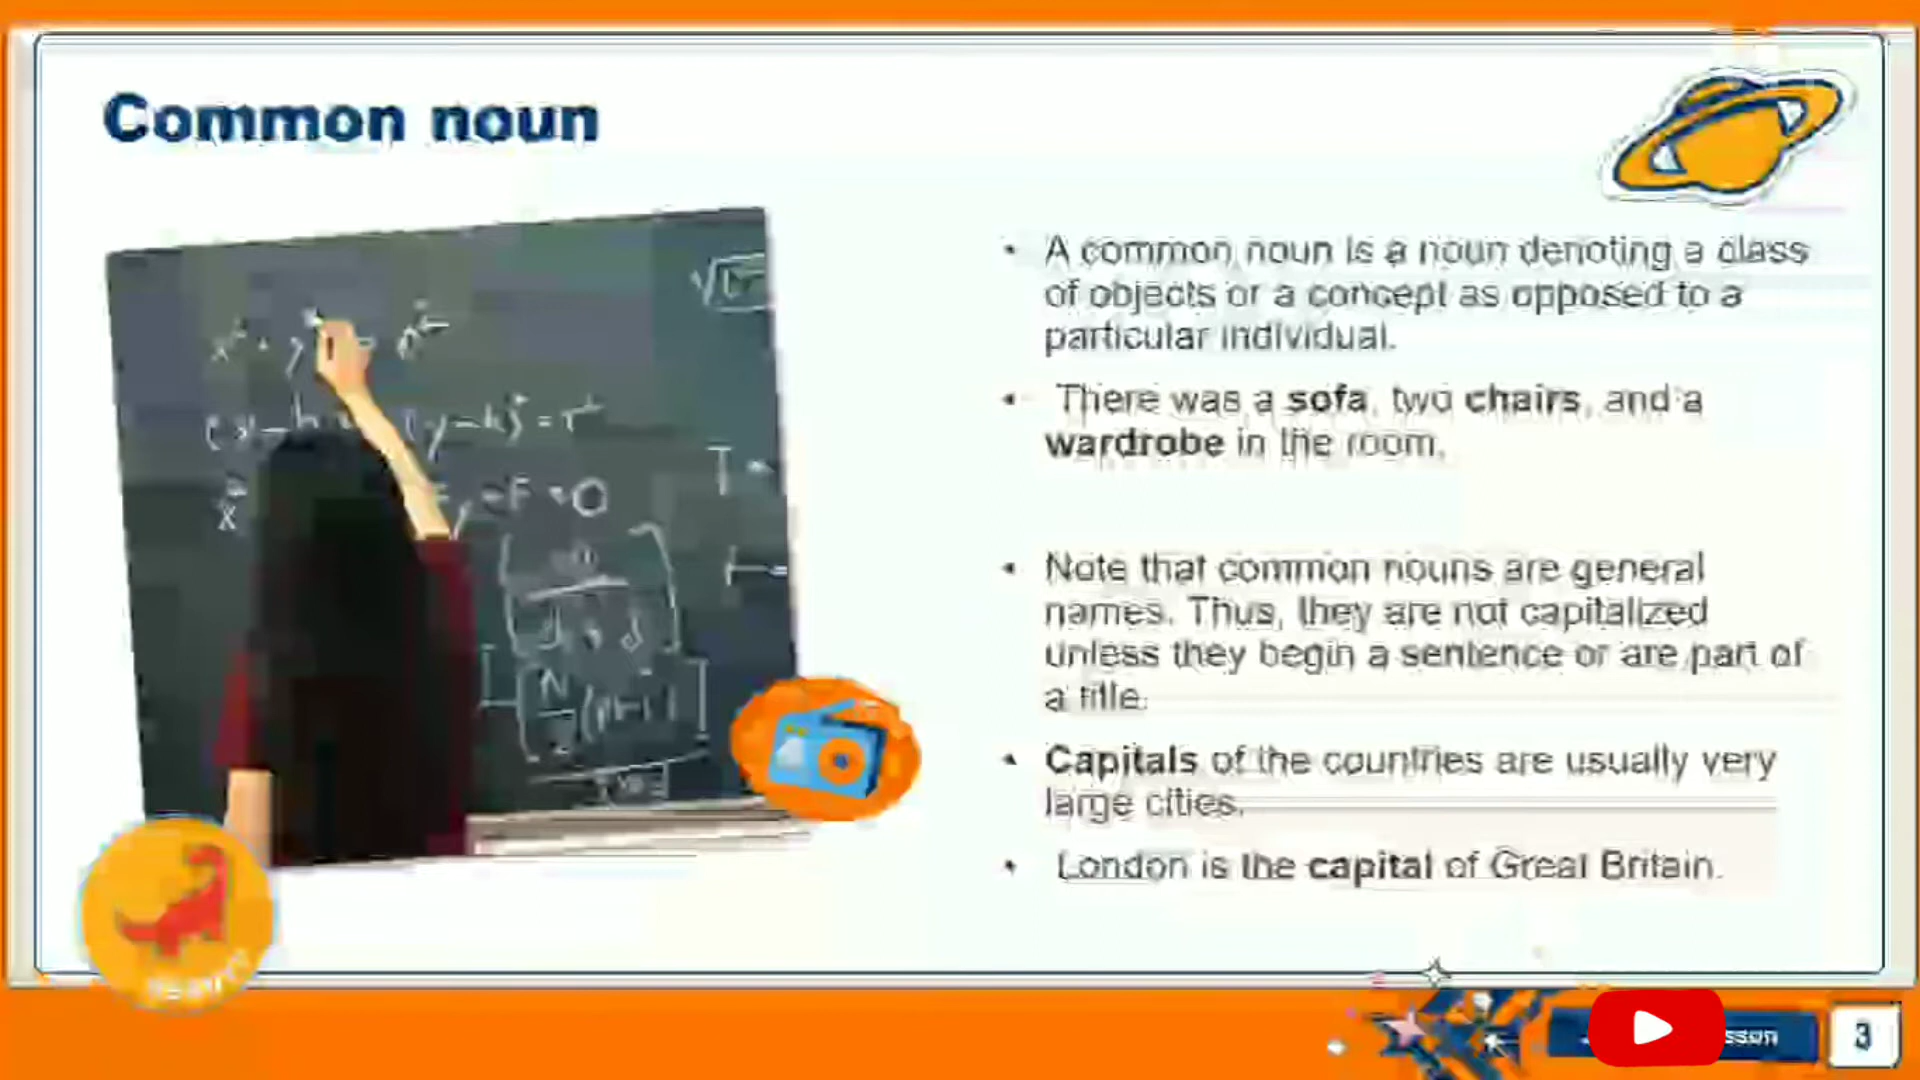 Common noun
• A common noun is a noun denoting a class
of objects or a concept as opposed to a
particular individual.
• There was a sofa, two chairs, and a
wardrobe in the room.
• Note that common nouns are general
names. Thus, they are not capitalized
unless they begin a sentence or are part of
a title.
• Capitals of the countries are usually very
large cities.
• London is the capital of Great Britain.
3